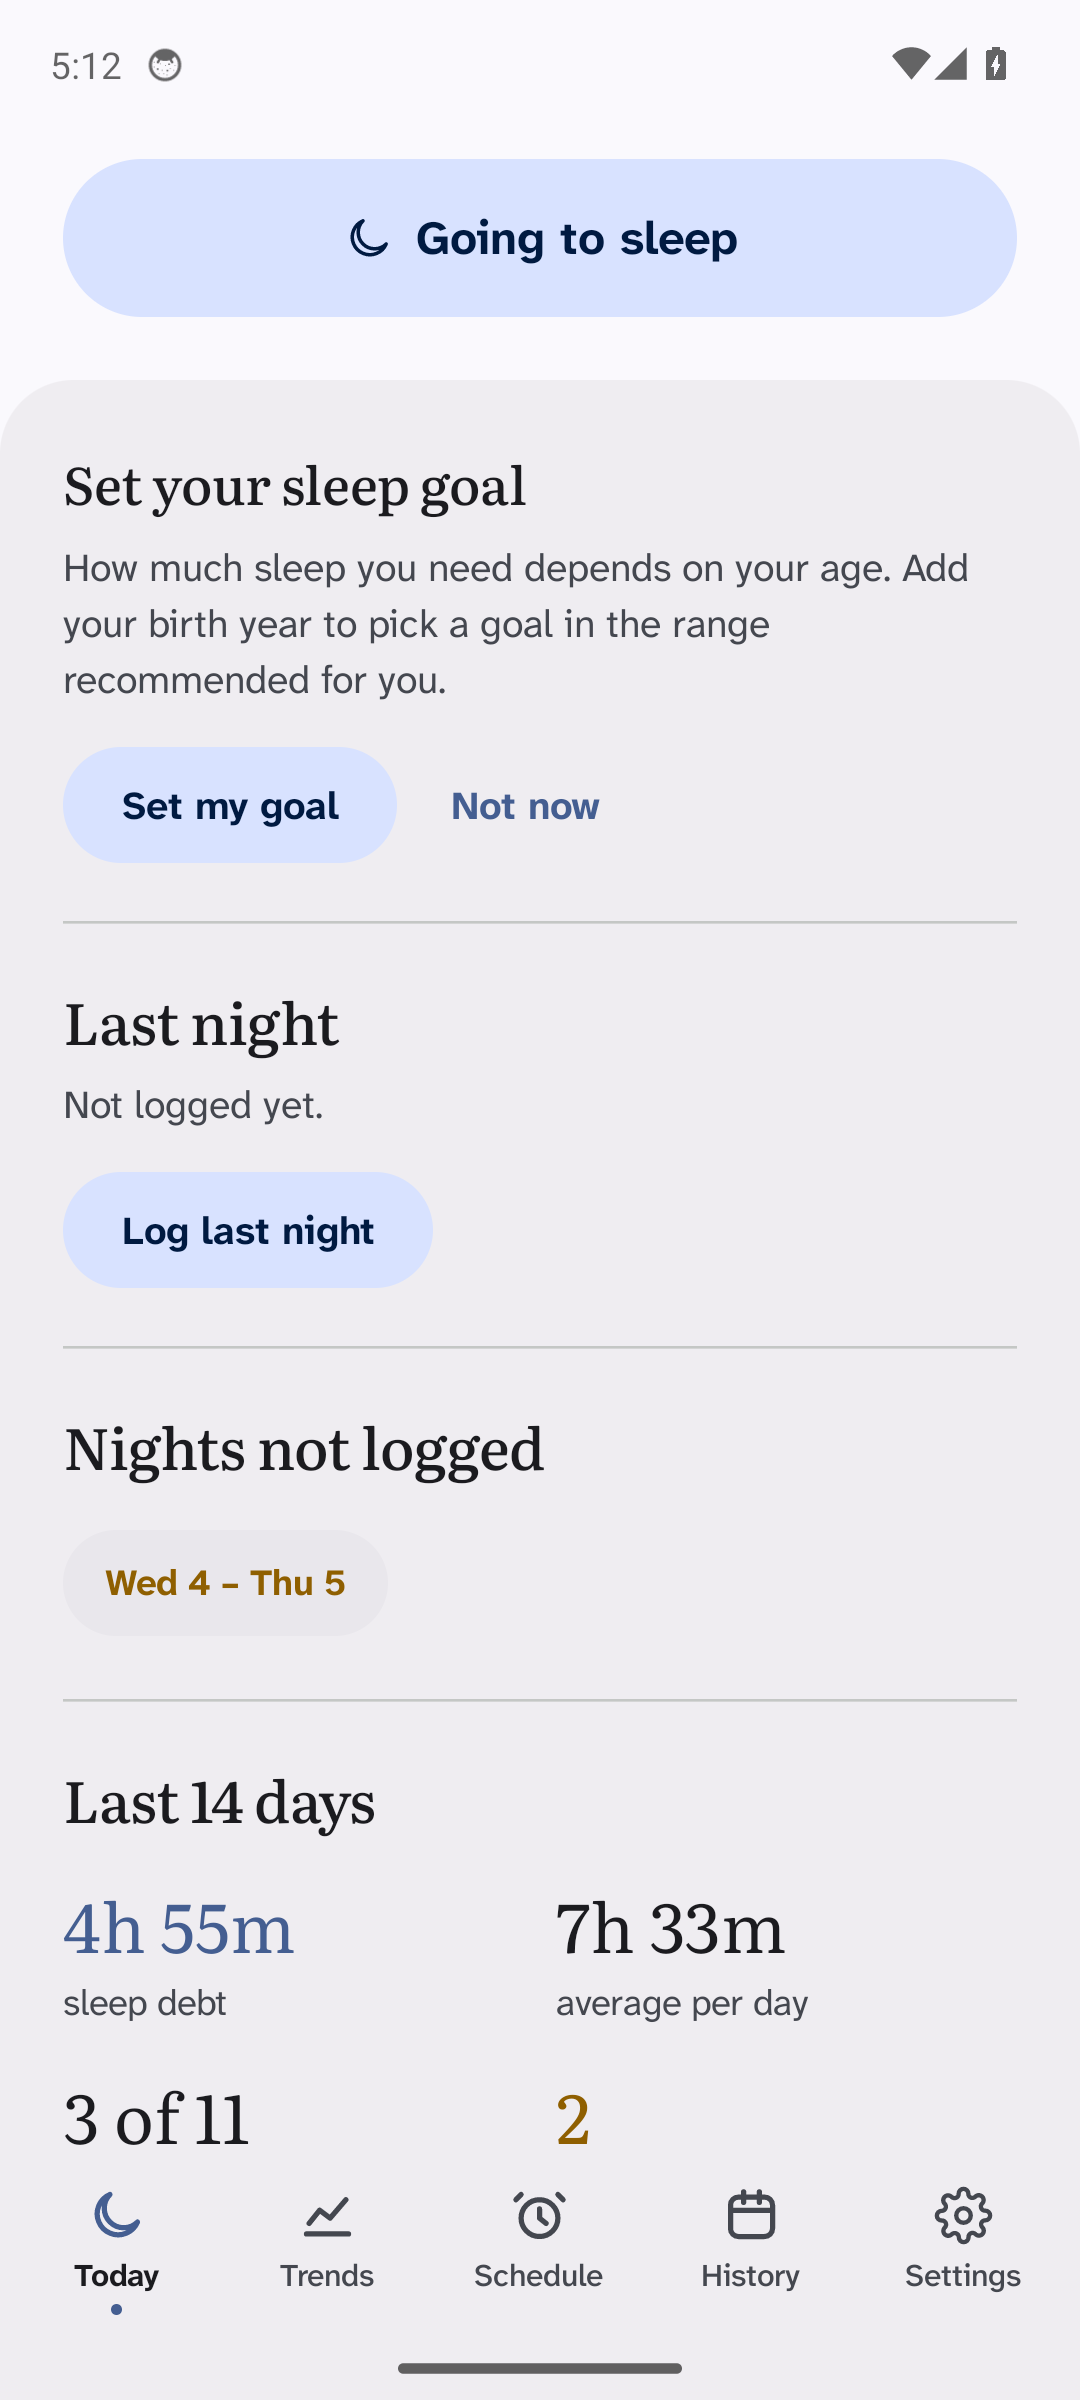 5:12
Going to sleep
Set your sleep goal
How much sleep you need depends on your age. Add
your birth year to pick a goal in the range
recommended for you.
Set my goal
Not now
Last night
Not logged yet.
Log last night
Nights not logged
Wed 4 – Thu 5
Last 14 days
4h 55m
7h 33m
sleep debt
average per day
3 of 11
2
Today
Trends
Schedule
History
Settings